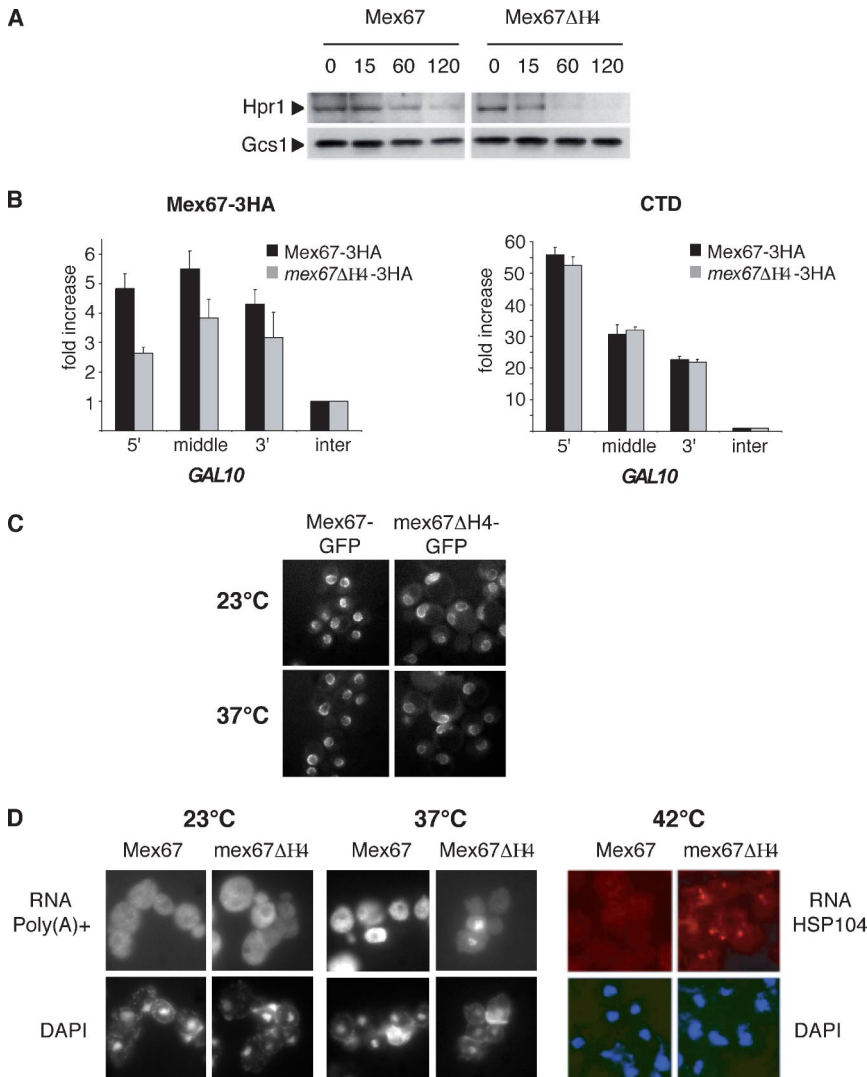 A
Mex67 Mex67ΔH4
0 15 60 120 0 15 60 120
Hpr1
Gcs1
B
Mex67-3HA
fold increase
6
5
4
3
2
1
Mex67-3HA
mex67ΔH4-3HA
5' middle 3' inter
GAL10
CTD
fold increase
60
50
40
30
20
10
Mex67-3HA
mex67ΔH4-3HA
5' middle 3' inter
GAL10
C
Mex67-GFP mex67ΔH4-GFP
23°C
37°C
D
23°C 37°C 42°C
Mex67 mex67ΔH4 Mex67 Mex67ΔH4 Mex67 mex67ΔH4
RNA Poly(A)+
RNA HSP104
DAPI
DAPI